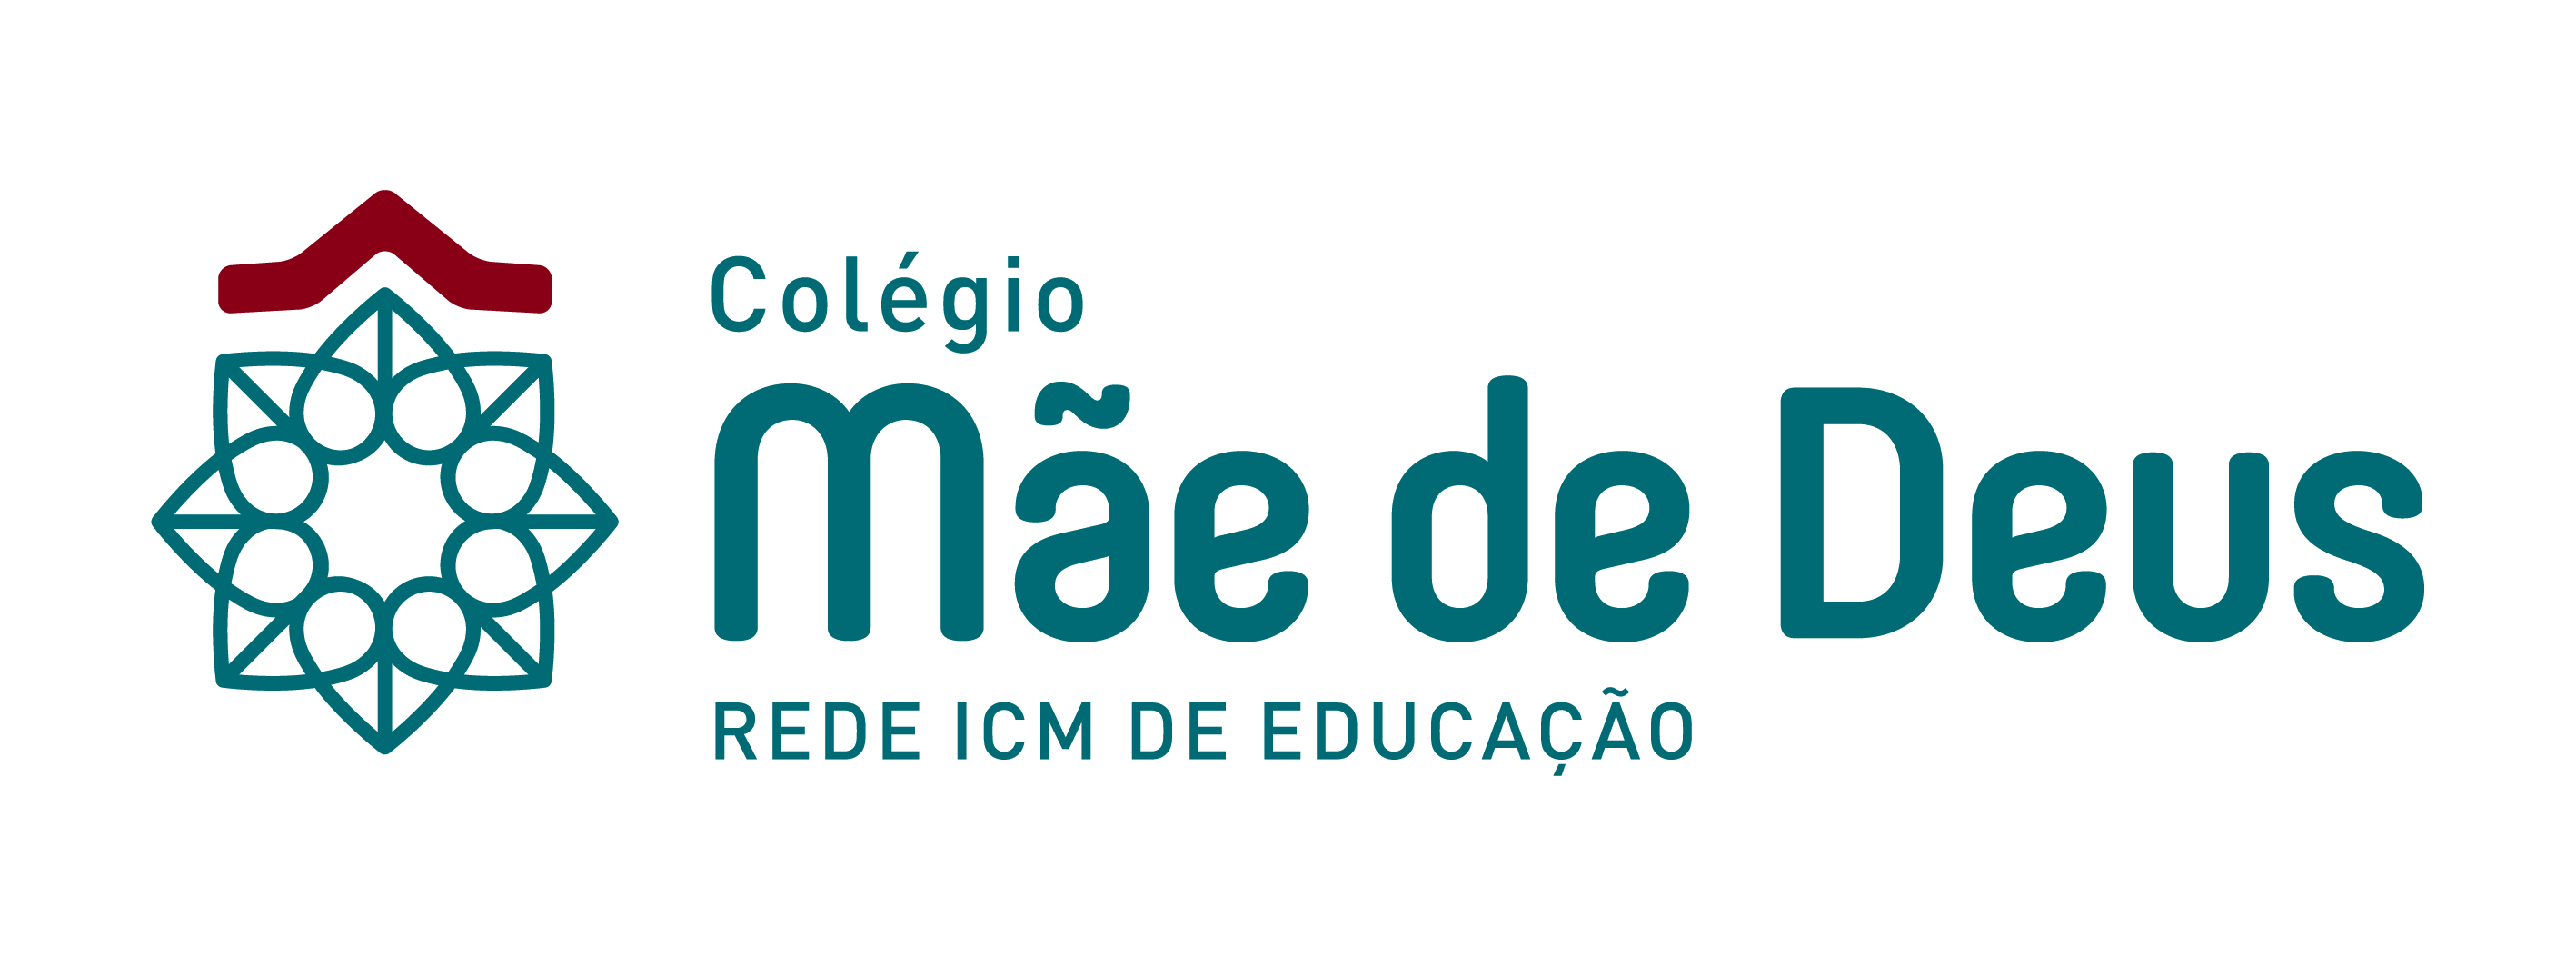 Colégio
Mãe de Deus
REDE ICM DE EDUCAÇÃO